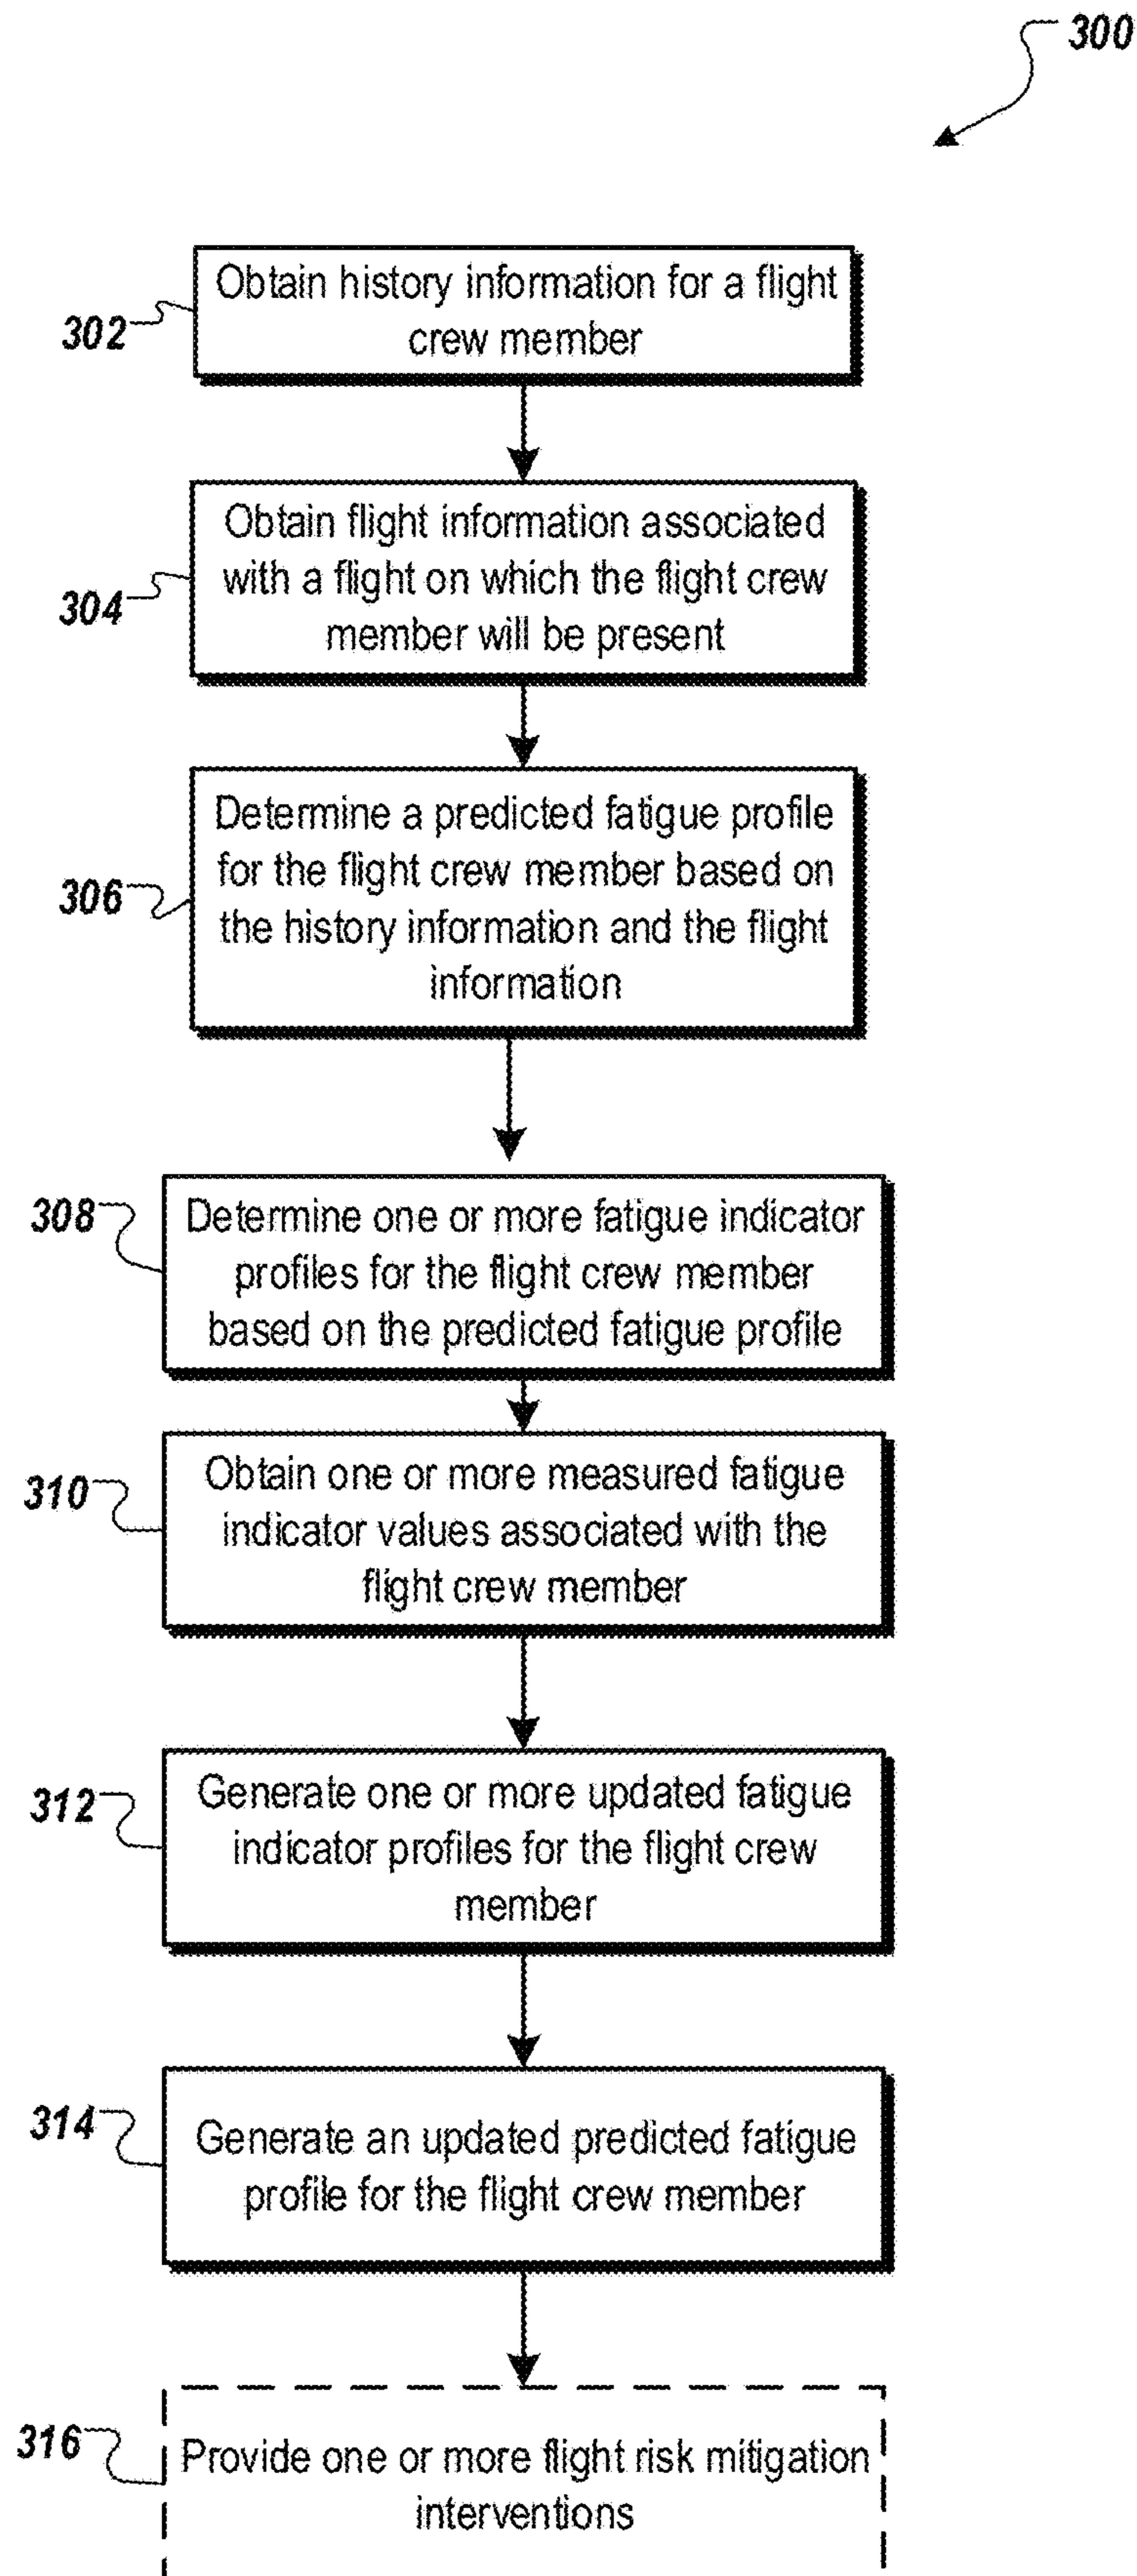 300
302
Obtain history information for a flight
crew member
304
Obtain flight information associated
with a flight on which the flight crew
member will be present
306
Determine a predicted fatigue profile
for the flight crew member based on
the history information and the flight
information
308
Determine one or more fatigue indicator
profiles for the flight crew member
based on the predicted fatigue profile
310
Obtain one or more measured fatigue
indicator values associated with the
flight crew member
312
Generate one or more updated fatigue
indicator profiles for the flight crew
member
314
Generate an updated predicted fatigue
profile for the flight crew member
316
Provide one or more flight risk mitigation
interventions